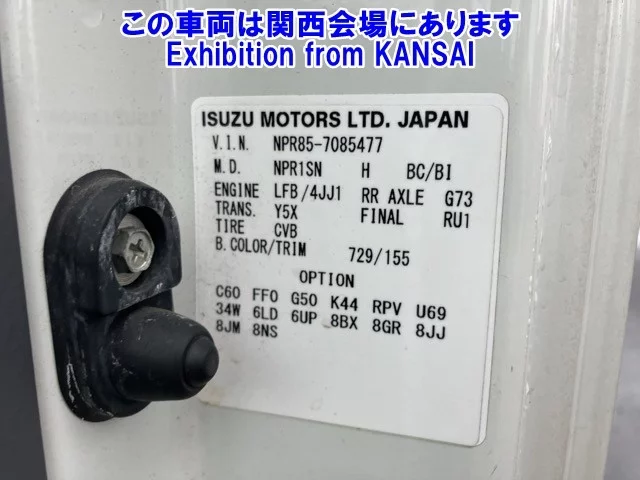 この車両は関西会場にあります
Exhibition from KANSAI
ISUZU MOTORS LTD. JAPAN
V.I.N. NPR85-7085477
M.D. NPR1SN H BC/BI
ENGINE LFB/4JJ1 RR AXLE G73
TRANS. Y5X FINAL RU1
TIRE CVB
B.COLOR/TRIM 729/155
OPTION
C60 FF0 G50 K44 RPV U69
34W 6LD 6UP 8BX 8GR 8JJ
8JM 8NS